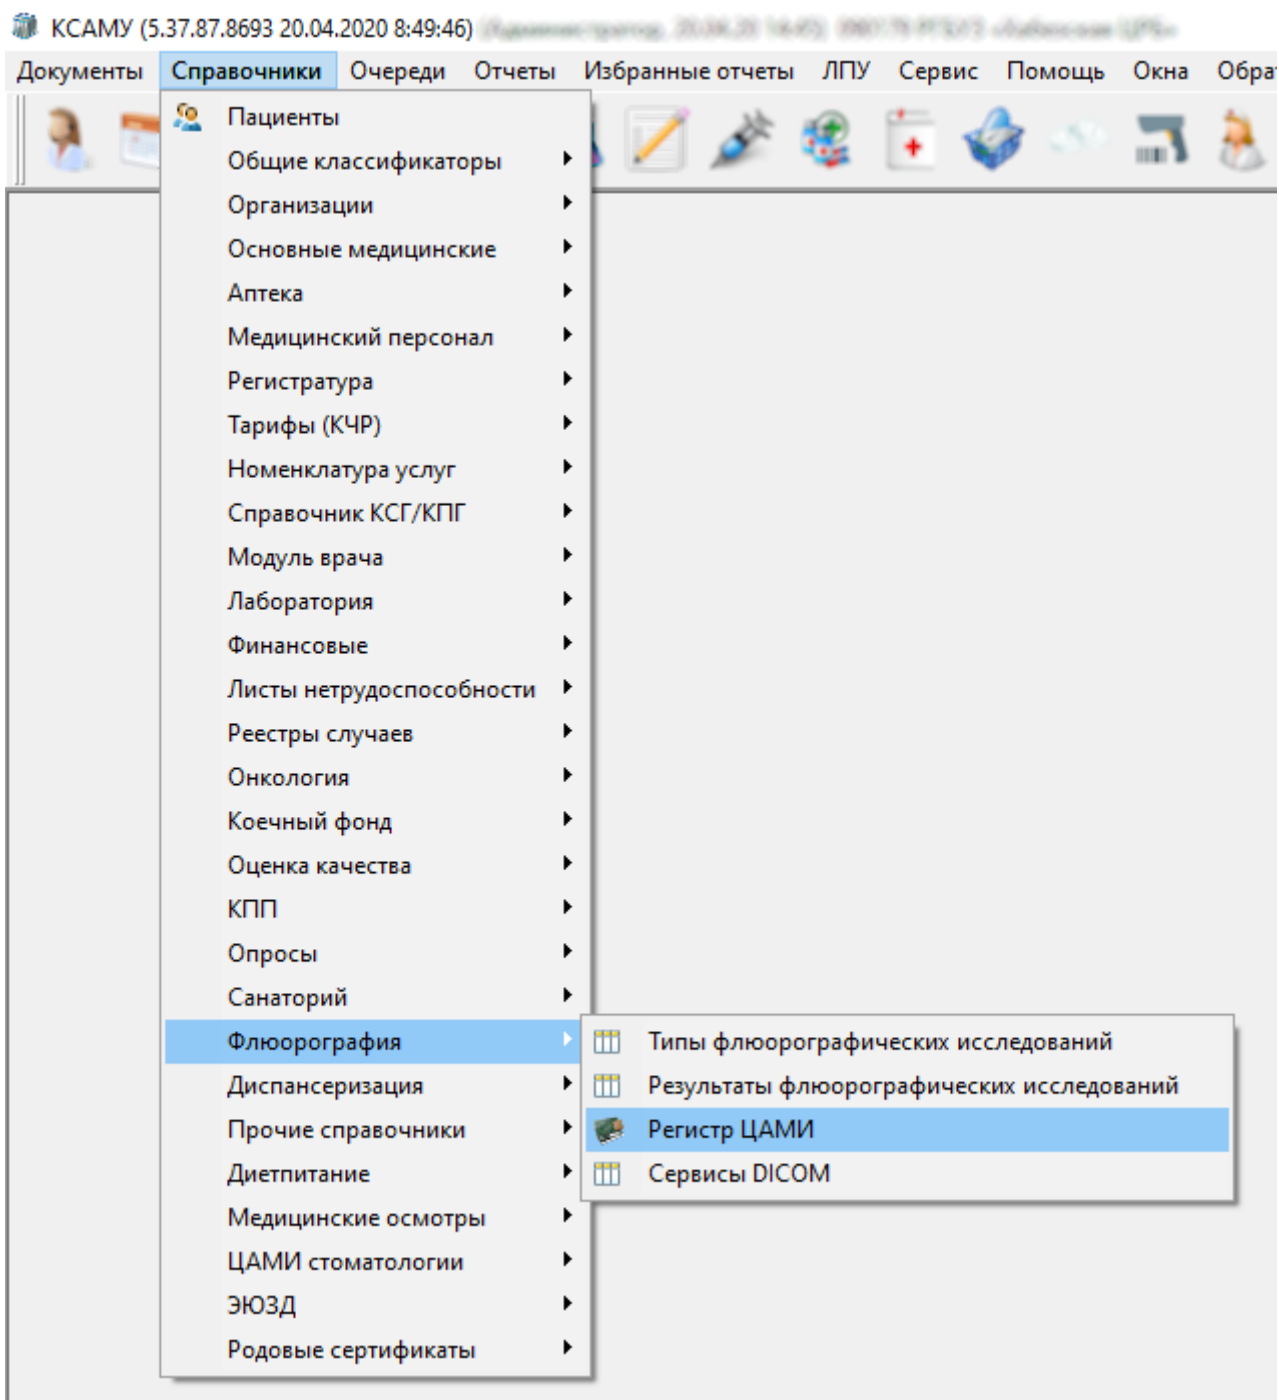 КСАМУ (5.37.87.8693 20.04.2020 8:49:46)
Документы Справочники Очереди Отчеты Избранные отчеты ЛПУ Сервис Помощь Окна Обрат
Пациенты
Общие классификаторы
Организации
Основные медицинские
Аптека
Медицинский персонал
Регистратура
Тарифы (КЧР)
Номенклатура услуг
Справочник КСГ/КПГ
Модуль врача
Лаборатория
Финансовые
Листы нетрудоспособности
Реестры случаев
Онкология
Коечный фонд
Оценка качества
КПП
Опросы
Санаторий
Флюорография
Типы флюорографических исследований
Результаты флюорографических исследований
Регистр ЦАМИ
Сервисы DICOM
Диспансеризация
Прочие справочники
Диетпитание
Медицинские осмотры
ЦАМИ стоматологии
ЭЮЗД
Родовые сертификаты